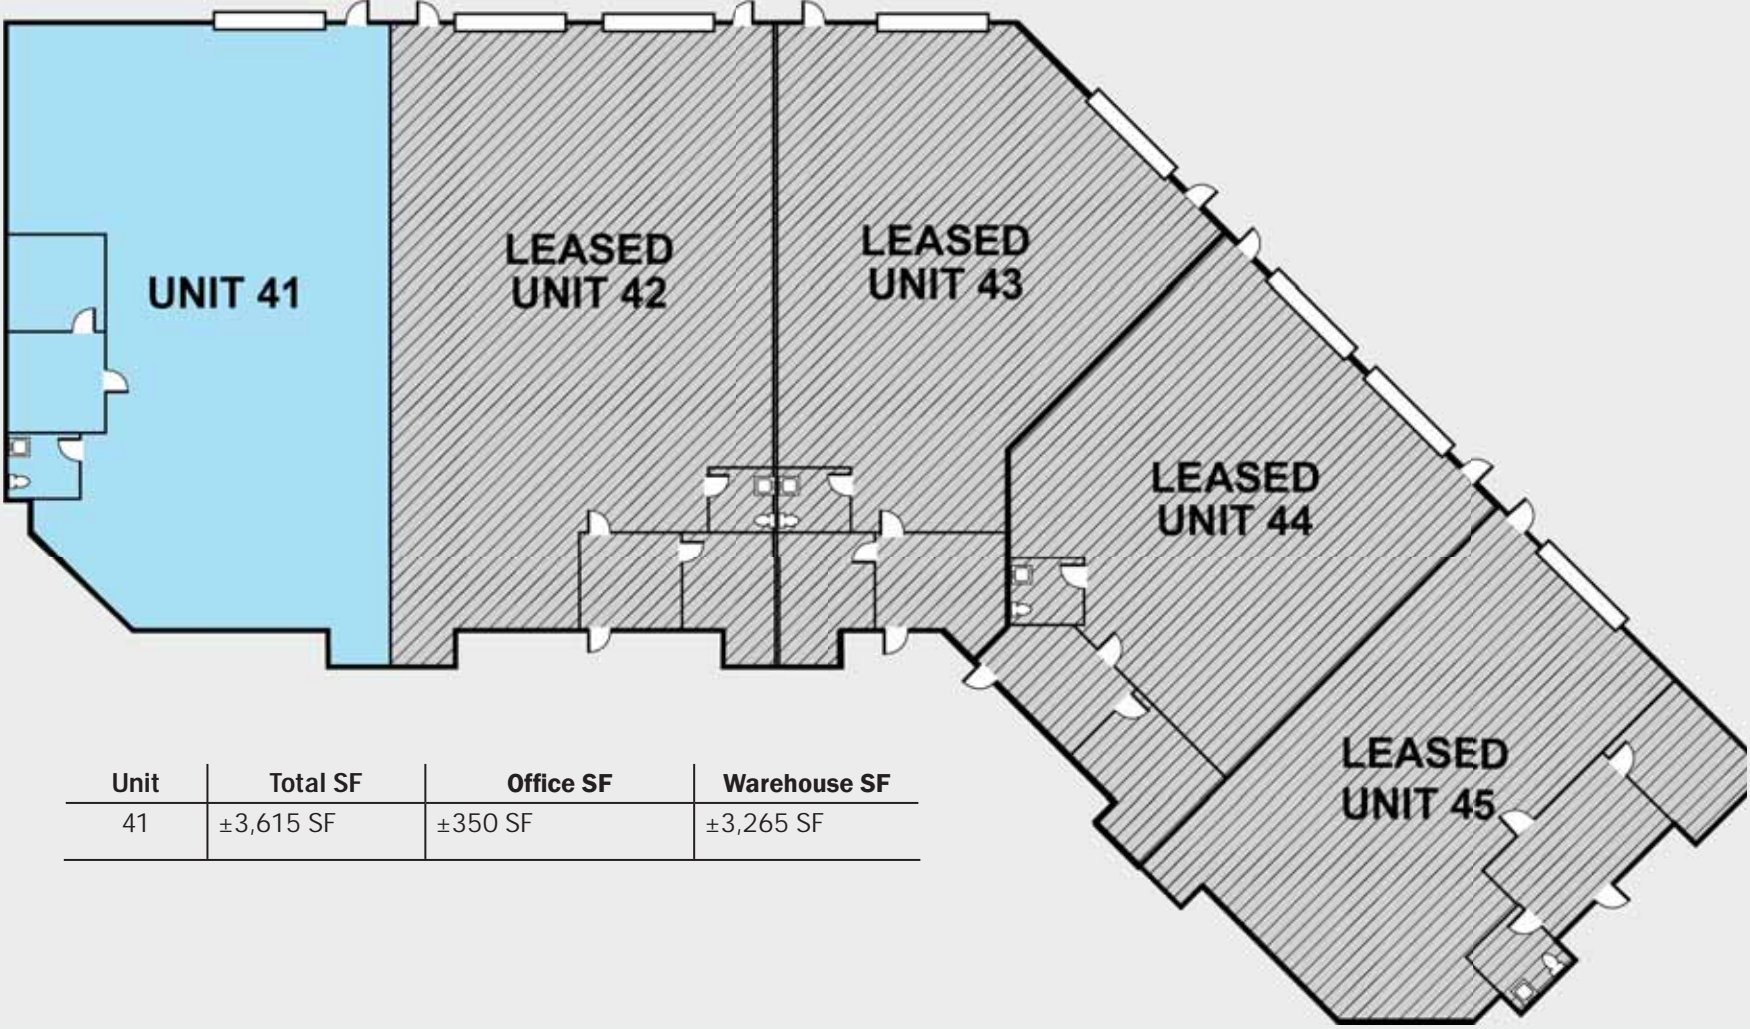 UNIT 41
LEASED
UNIT 42
LEASED
UNIT 43
LEASED
UNIT 44
LEASED
UNIT 45
Unit Total SF Office SF Warehouse SF
41 ±3,615 SF ±350 SF ±3,265 SF